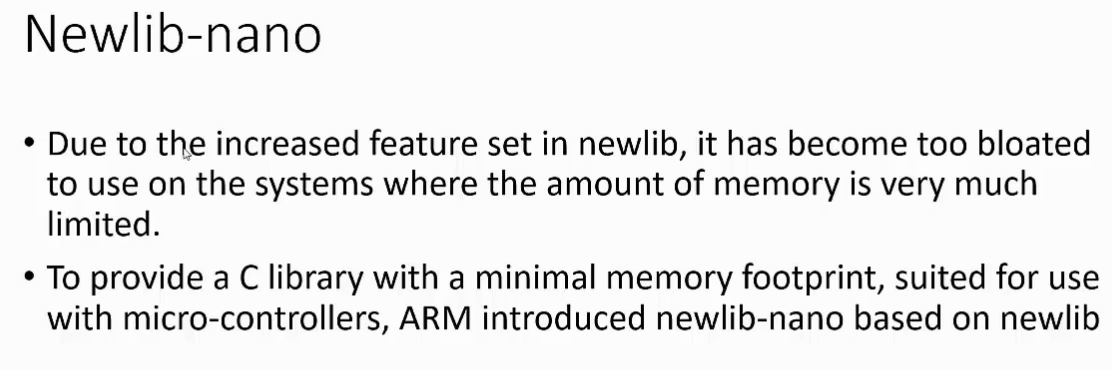 Newlib-nano
• Due to the increased feature set in newlib, it has become too bloated
to use on the systems where the amount of memory is very much
limited.
• To provide a C library with a minimal memory footprint, suited for use
with micro-controllers, ARM introduced newlib-nano based on newlib